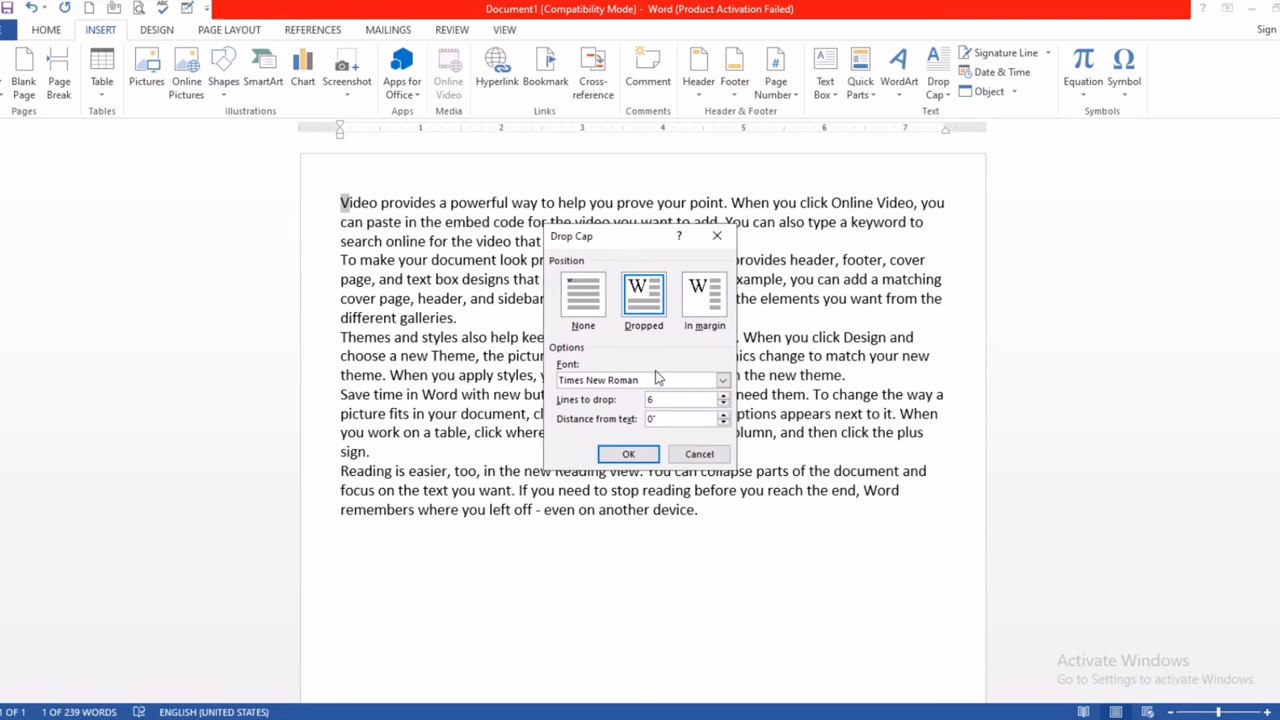 Document1 [Compatibility Mode] - Word (Product Activation Failed)
HOME INSERT DESIGN PAGE LAYOUT REFERENCES MAILINGS REVIEW VIEW Sign
Blank Page
Page Break
Table
Pictures
Online Pictures
Shapes
SmartArt
Chart
Screenshot
Apps for Office
Online Video
Hyperlink
Bookmark
Cross-reference
Comment
Header
Footer
Page Number
Text Box
Quick Parts
WordArt
Drop Cap
Signature Line
Date & Time
Object
Equation
Symbol
Pages Tables Illustrations Apps Media Links Comments Header & Footer Text Symbols
1 2 3 4 5 6 7
Video provides a powerful way to help you prove your point. When you click Online Video, you
can paste in the embed code for the video you want to add. You can also type a keyword to
search online for the video that
To make your document look pr provides header, footer, cover
page, and text box designs that example, you can add a matching
cover page, header, and sidebar the elements you want from the
different galleries.
Themes and styles also help kee When you click Design and
choose a new Theme, the pictur ics change to match your new
theme. When you apply styles, y n the new theme.
Save time in Word with new but need them. To change the way a
picture fits in your document, cl ptions appears next to it. When
you work on a table, click where olumn, and then click the plus
sign.
Reading is easier, too, in the new Reading view. You can collapse parts of the document and
focus on the text you want. If you need to stop reading before you reach the end, Word
remembers where you left off - even on another device.
Drop Cap ?
Position
W W
None Dropped In margin
Options
Font:
Times New Roman
Lines to drop: 6
Distance from text: 0"
OK Cancel
Activate Windows
Go to Settings to activate Windows.
1 OF 1 1 OF 239 WORDS ENGLISH (UNITED STATES)